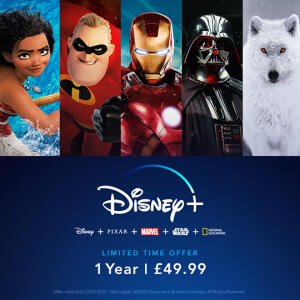 Disney+
Disney + PIXAR + MARVEL + STAR WARS + NATIONAL GEOGRAPHIC
LIMITED TIME OFFER
1 Year | £49.99